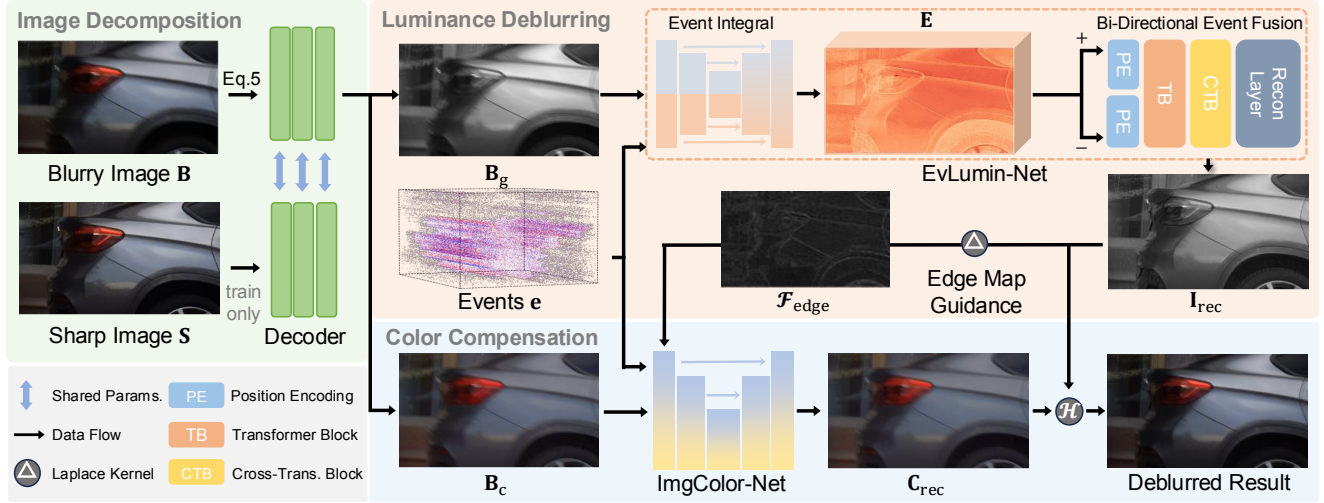 Image Decomposition
Blurry Image B
Eq.5
Sharp Image S
train
only
Decoder
Shared Params.
PE
Position Encoding
Data Flow
TB
Transformer Block
Laplace Kernel
CTB
Cross-Trans. Block
Luminance Deblurring
B_g
Events e
Event Integral
E
EvLumin-Net
Bi-Directional Event Fusion
+
−
PE
PE
TB
CTB
Recon
Layer
I_rec
Edge Map
Guidance
ℱ_edge
Color Compensation
B_c
ImgColor-Net
C_rec
ℋ
Deblurred Result